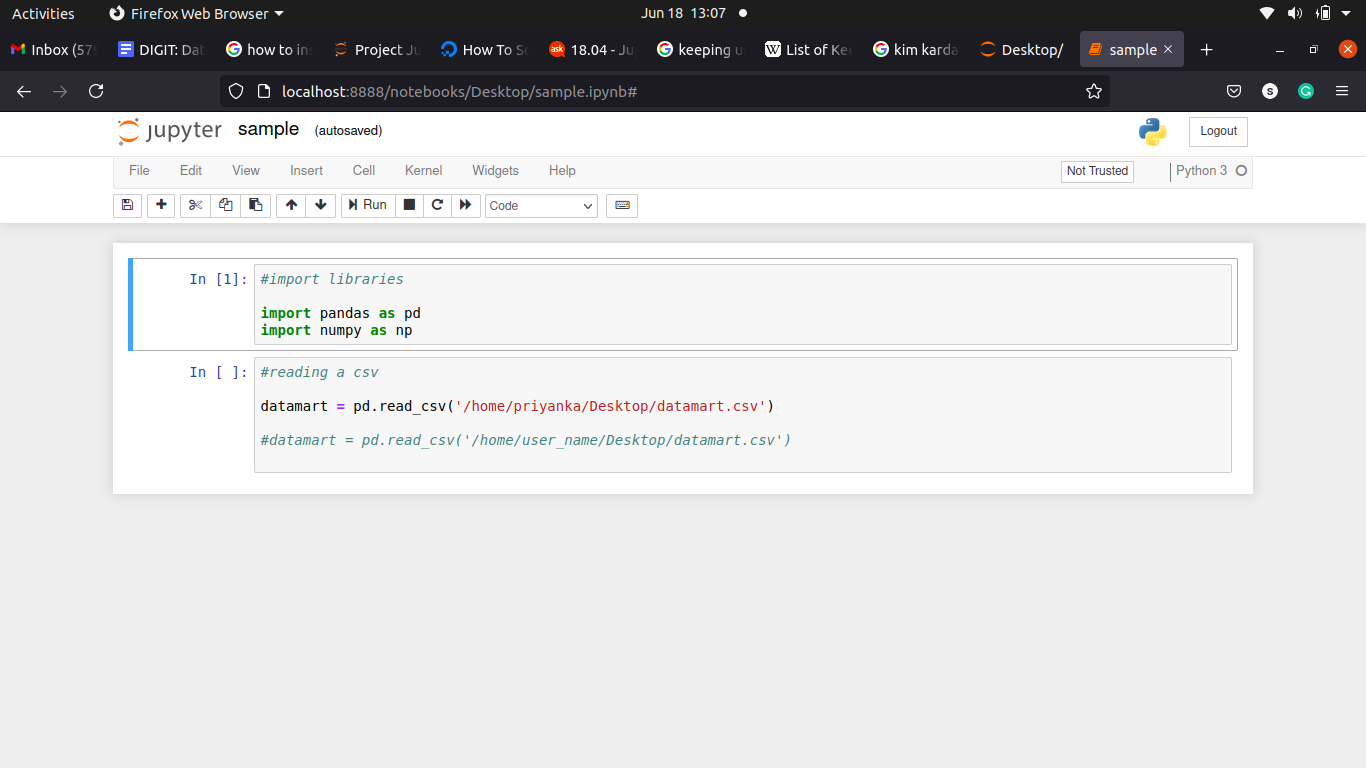 Activities Firefox Web Browser Jun 18 13:07
Inbox (579 DIGIT: Dat how to ins Project Ju How To Se 18.04 - Ju keeping u List of Kee kim karda Desktop/ sample
localhost:8888/notebooks/Desktop/sample.ipynb#
jupyter sample (autosaved) Logout
File Edit View Insert Cell Kernel Widgets Help Not Trusted Python 3
Run Code
In [1]: #import libraries
import pandas as pd
import numpy as np
In [ ]: #reading a csv
datamart = pd.read_csv('/home/priyanka/Desktop/datamart.csv')
#datamart = pd.read_csv('/home/user_name/Desktop/datamart.csv')